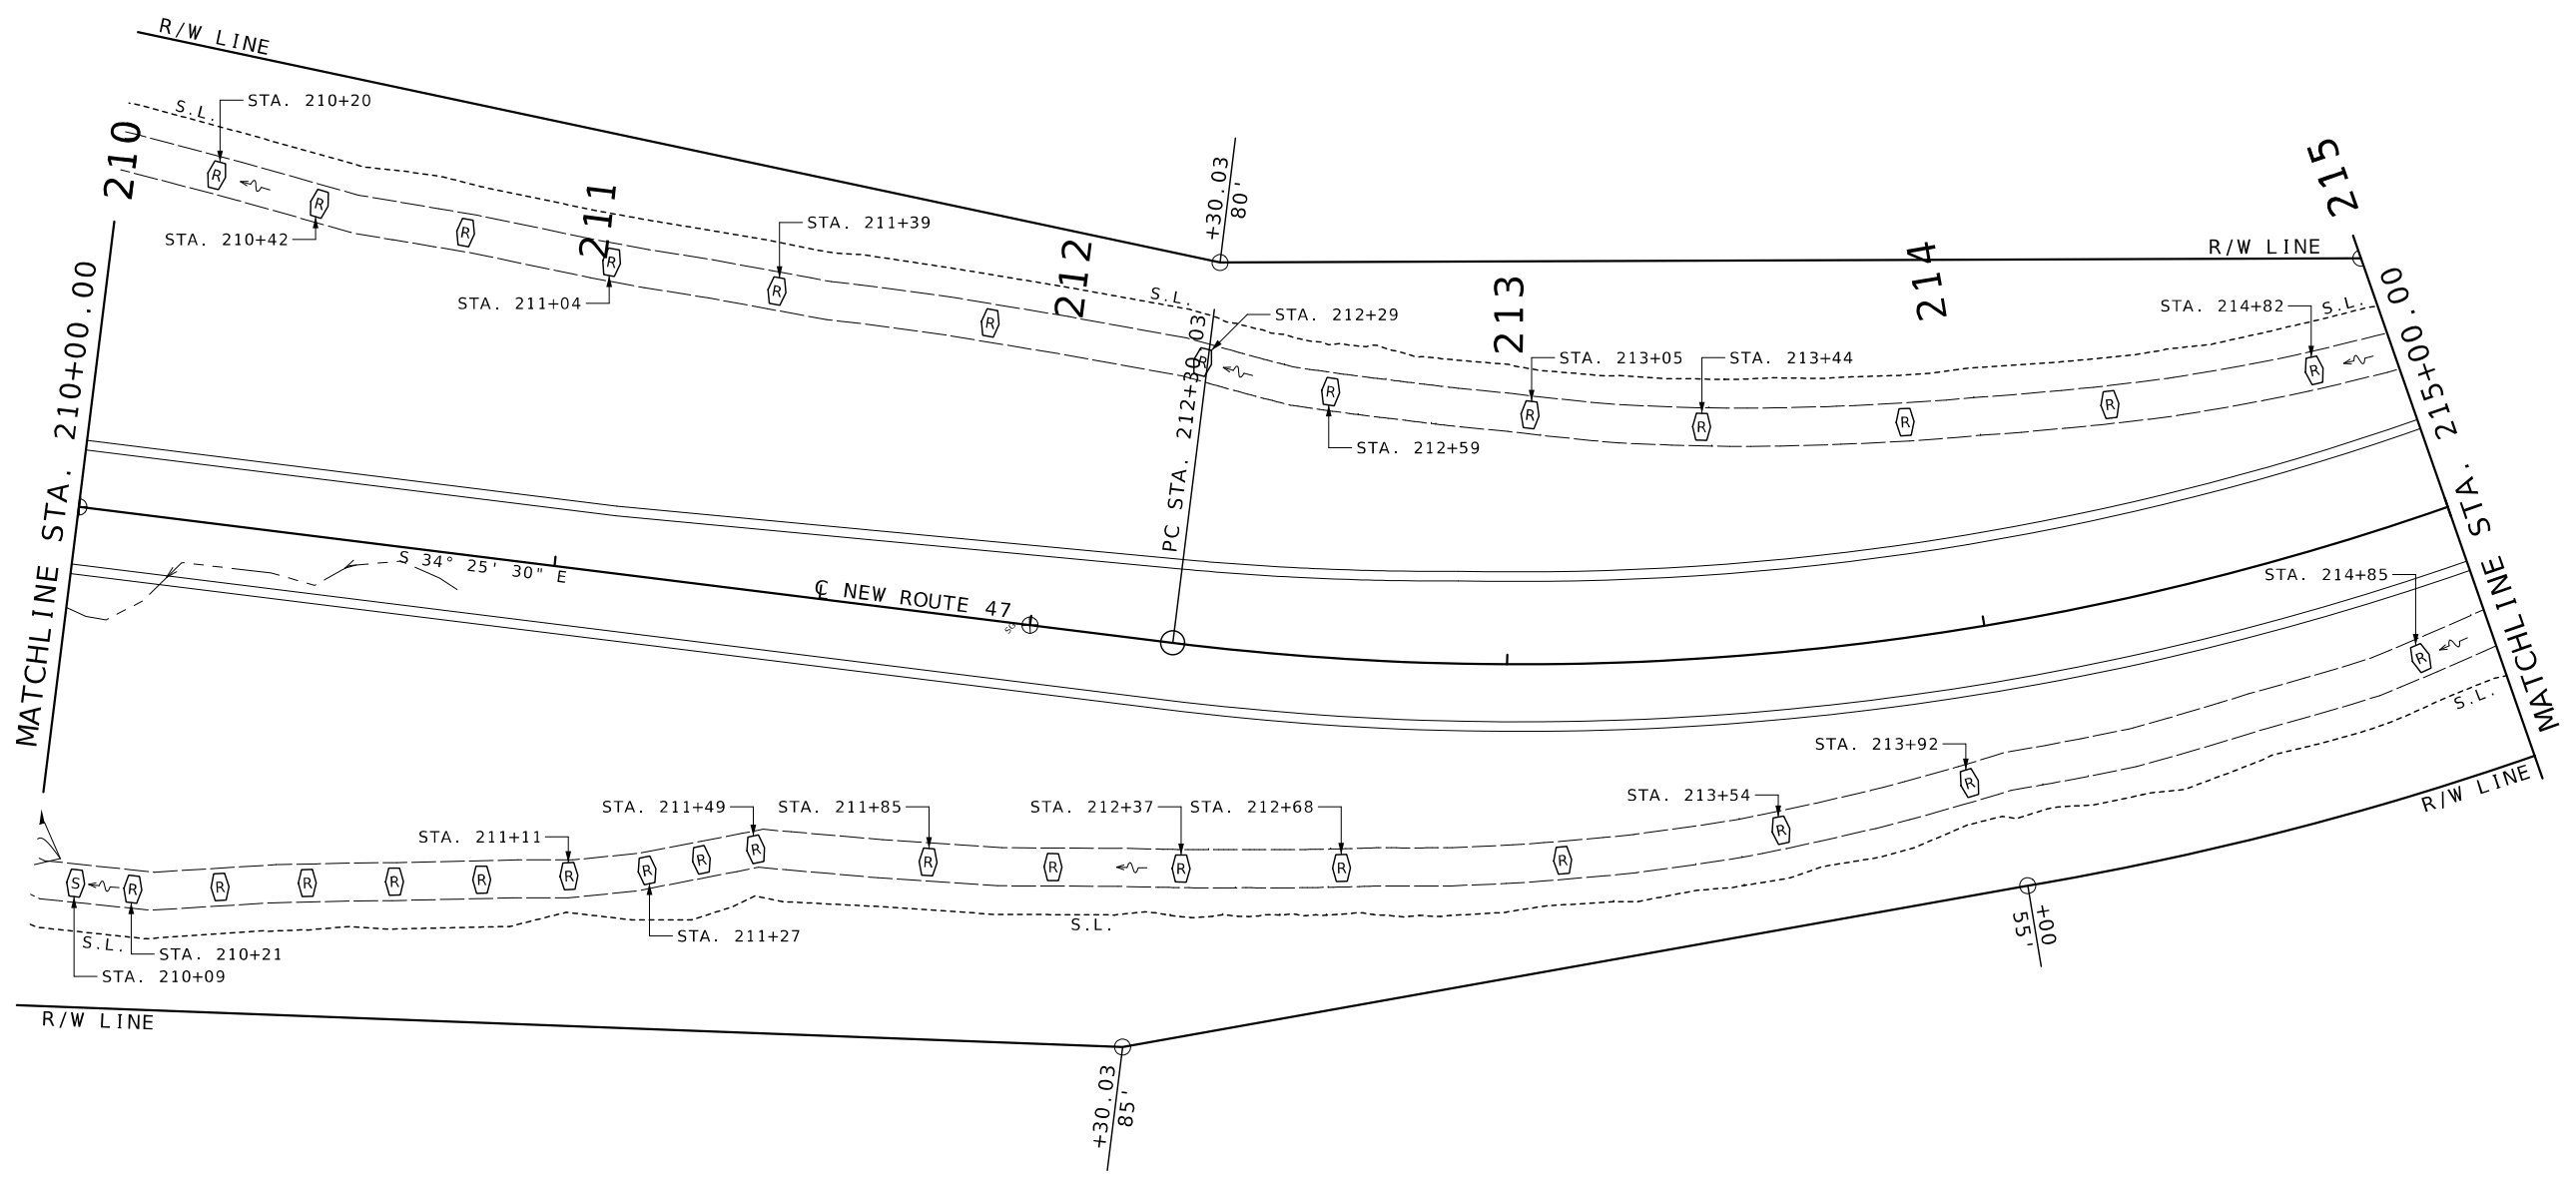 R/W LINE
S.L.
STA. 210+20
210
R
R
STA. 210+42
R
211
R
STA. 211+04
STA. 211+39
R
R
212
S.L.
+30.03
80'
STA. 212+29
R
R
STA. 212+59
213
STA. 213+05
R
STA. 213+44
R
214
R
R
R/W LINE
215
STA. 214+82
R
S.L.
MATCHLINE STA. 210+00.00
S 34° 25' 30" E
℄ NEW ROUTE 47
PC STA. 212+30.03
MATCHLINE STA. 215+00.00
STA. 214+85
R
S.L.
STA. 213+92
R
STA. 213+54
R
STA. 211+11
STA. 211+49
STA. 211+85
STA. 212+37
STA. 212+68
S
R
R
R
R
R
R
R
R
R
R
R
R
R
R
S.L.
STA. 210+21
STA. 210+09
STA. 211+27
S.L.
R/W LINE
+00
55'
R/W LINE
+30.03
85'